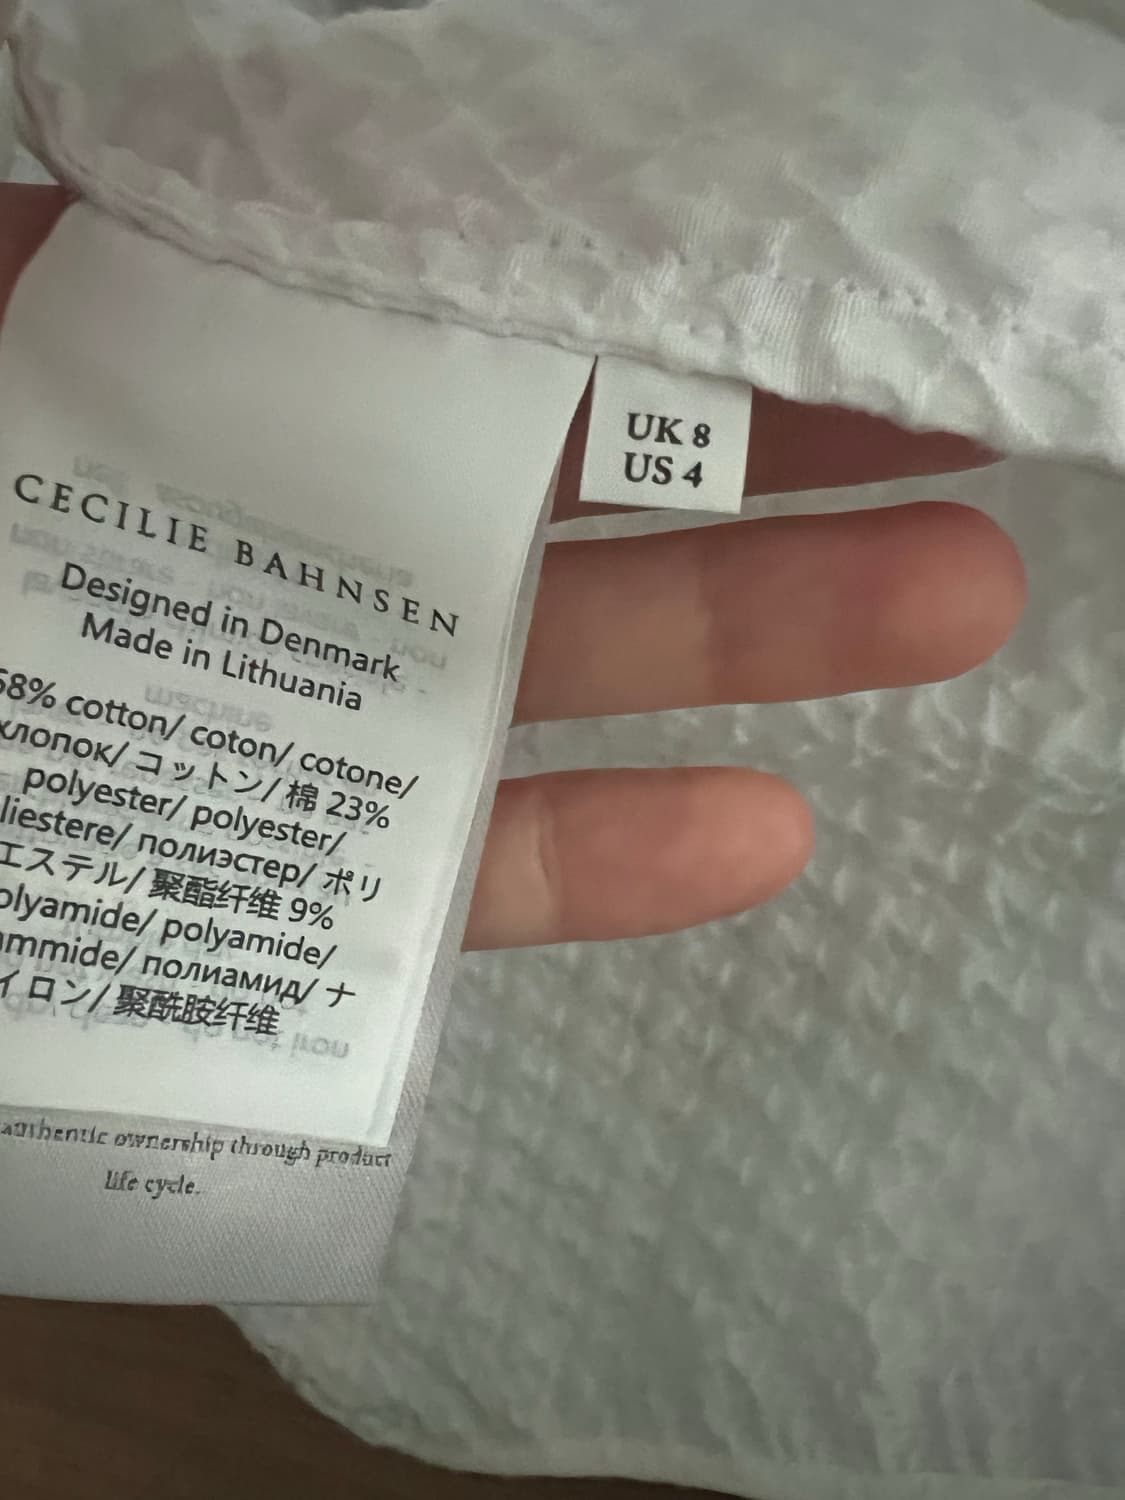 UK 8
US 4
CECILIE BAHNSEN
Designed in Denmark
Made in Lithuania
68% cotton/ coton/ cotone/
хлопок/ コットン/ 棉 23%
polyester/ polyester/
liestere/ полиэстер/ ポリ
エステル/ 聚酯纤维 9%
olyamide/ polyamide/
ammide/ полиамид/ ナ
イロン/ 聚酰胺纤维
authentic ownership through product
life cycle.